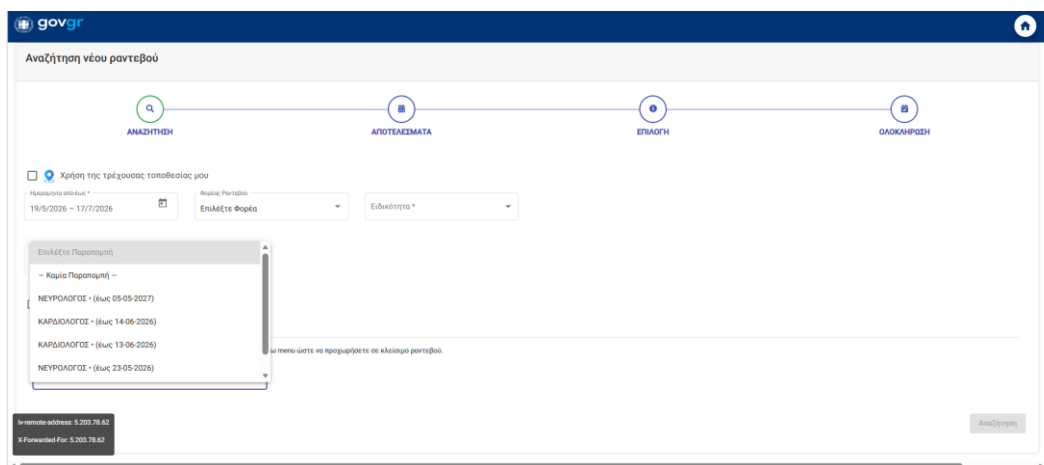 govgr
Αναζήτηση νέου ραντεβού
ΑΝΑΖΗΤΗΣΗ
ΑΠΟΤΕΛΕΣΜΑΤΑ
ΕΠΙΛΟΓΗ
ΟΛΟΚΛΗΡΩΣΗ
Χρήση της τρέχουσας τοποθεσίας μου
Ημερομηνία από-έως *
Φορέας Ραντεβού
19/5/2026 – 17/7/2026
Επιλέξτε Φορέα
Ειδικότητα *
Επιλέξτε Παραπομπή
— Καμία Παραπομπή —
ΝΕΥΡΟΛΟΓΟΣ • (έως 05-05-2027)
ΚΑΡΔΙΟΛΟΓΟΣ • (έως 14-06-2026)
ΚΑΡΔΙΟΛΟΓΟΣ • (έως 13-06-2026)
menu ώστε να προχωρήσετε σε κλείσιμο ραντεβού.
ΝΕΥΡΟΛΟΓΟΣ • (έως 23-05-2026)
iv-remote-address: 5.203.78.62
X-Forwarded-For: 5.203.78.62
Αναζήτηση